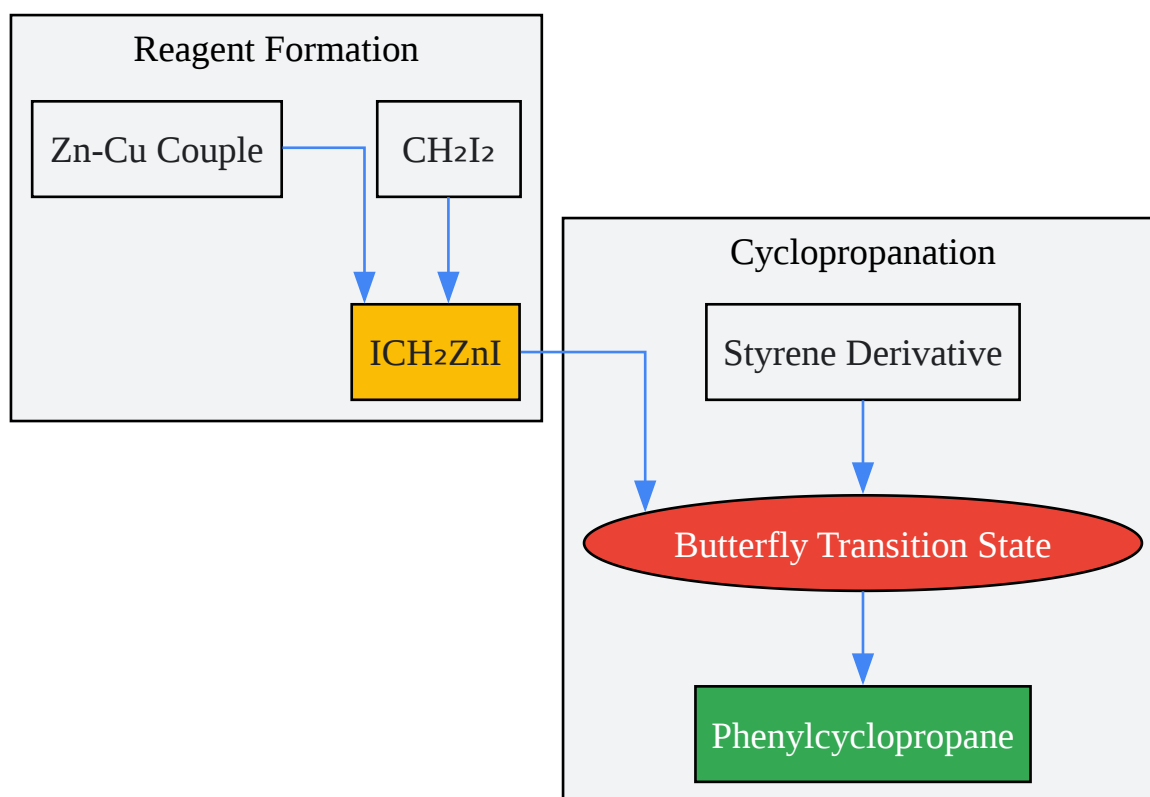 Reagent Formation
Zn-Cu Couple
CH₂I₂
ICH₂ZnI
Cyclopropanation
Styrene Derivative
Butterfly Transition State
Phenylcyclopropane